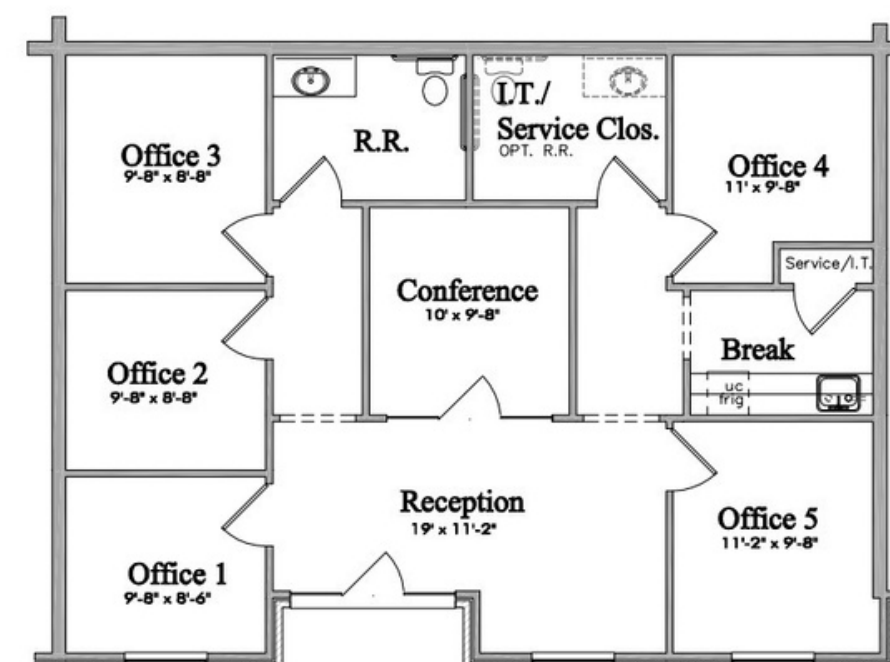 Office 3
9'-8" x 8'-8"
R.R.
I.T./
Service Clos.
OPT. R.R.
Office 4
11' x 9'-8"
Service/I.T.
Conference
10' x 9'-8"
Break
uc
frig
Office 2
9'-8" x 8'-8"
Reception
19' x 11'-2"
Office 5
11'-2" x 9'-8"
Office 1
9'-8" x 8'-6"